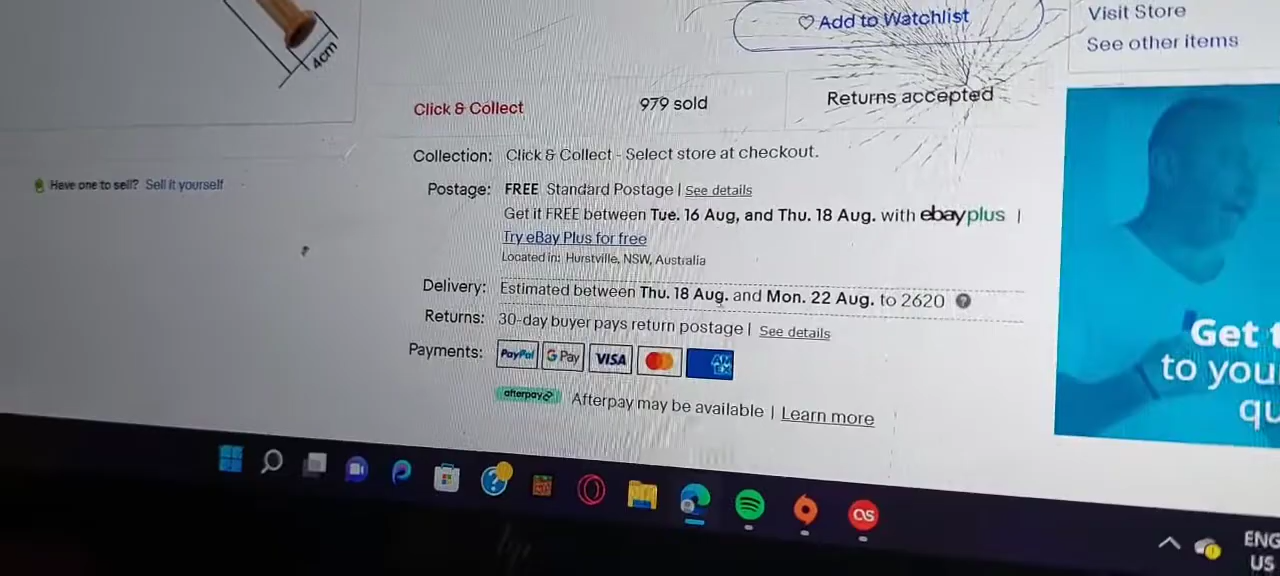 4cm
Add to Watchlist
Visit Store
See other items
Click & Collect
979 sold
Returns accepted
Collection: Click & Collect - Select store at checkout.
Have one to sell? Sell it yourself
Postage: FREE Standard Postage | See details
Get it FREE between Tue. 16 Aug, and Thu. 18 Aug. with ebayplus |
Try eBay Plus for free
Located in: Hurstville, NSW, Australia
Delivery: Estimated between Thu. 18 Aug. and Mon. 22 Aug. to 2620 ?
Returns: 30-day buyer pays return postage | See details
Payments: PayPal G Pay VISA AMEX
afterpay Afterpay may be available | Learn more
Get
to you
qu
hp
ENG
US